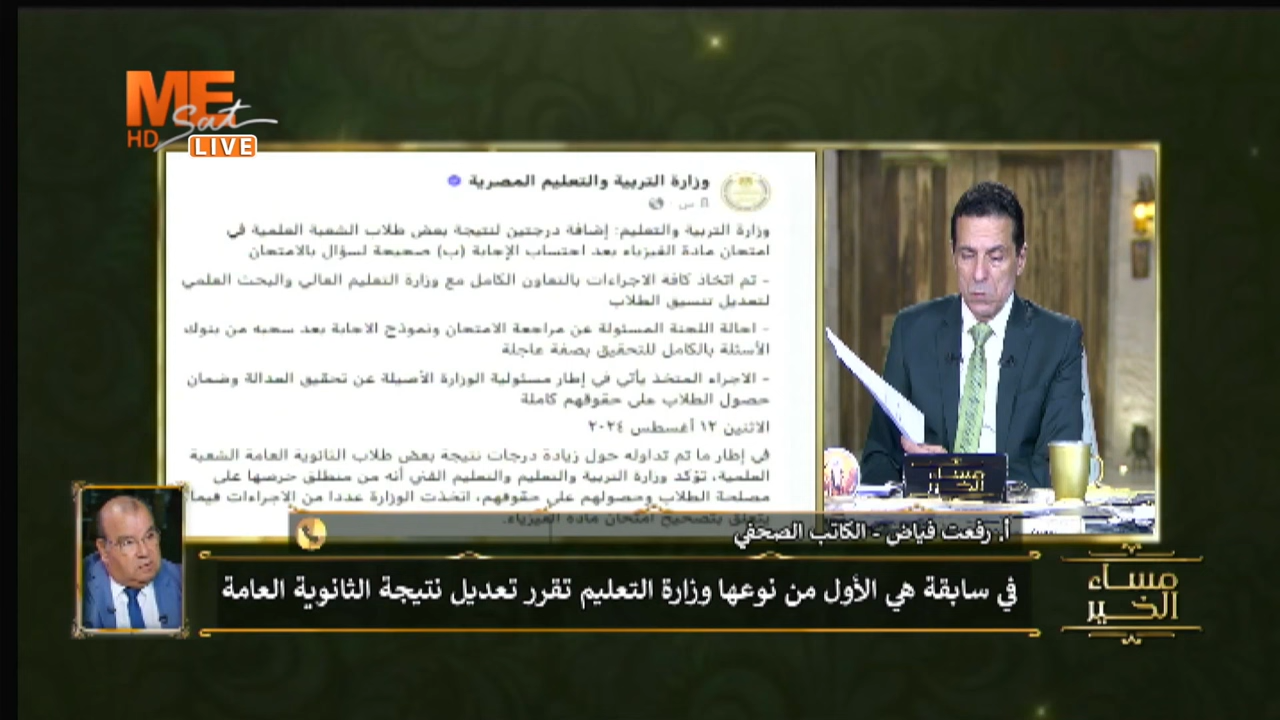 ME
Sat
HD
LIVE
وزارة التربية والتعليم المصرية
٨ س
وزارة التربية والتعليم: إضافة درجتين لنتيجة بعض طلاب الشعبة العلمية في
امتحان مادة الفيزياء بعد احتساب الإجابة (ب) صحيحة لسؤال بالامتحان
- تم اتخاذ كافة الاجراءات بالتعاون الكامل مع وزارة التعليم العالي والبحث العلمي
لتعديل تنسيق الطلاب
- احالة اللجنة المسئولة عن مراجعة الامتحان ونموذج الاجابة بعد سحبه من بنوك
الأسئلة بالكامل للتحقيق بصفة عاجلة
- الاجراء المتخذ يأتي في إطار مسئولية الوزارة الأصيلة عن تحقيق العدالة وضمان
حصول الطلاب على حقوقهم كاملة
الاثنين ١٢ أغسطس ٢٠٢٤
في إطار ما تم تداوله حول زيادة درجات نتيجة بعض طلاب الثانوية العامة الشعبة
العلمية، تؤكد وزارة التربية والتعليم والتعليم الفني أنه من منطلق حرصها على
مصلحة الطلاب وحصولهم على حقوقهم، اتخذت الوزارة عددا من الإجراءات فيما
يتعلق بتصحيح امتحان مادة الفيزياء.
مساء
الخير
أ. رفعت فياض - الكاتب الصحفي
في سابقة هي الأول من نوعها وزارة التعليم تقرر تعديل نتيجة الثانوية العامة
مساء
الخير